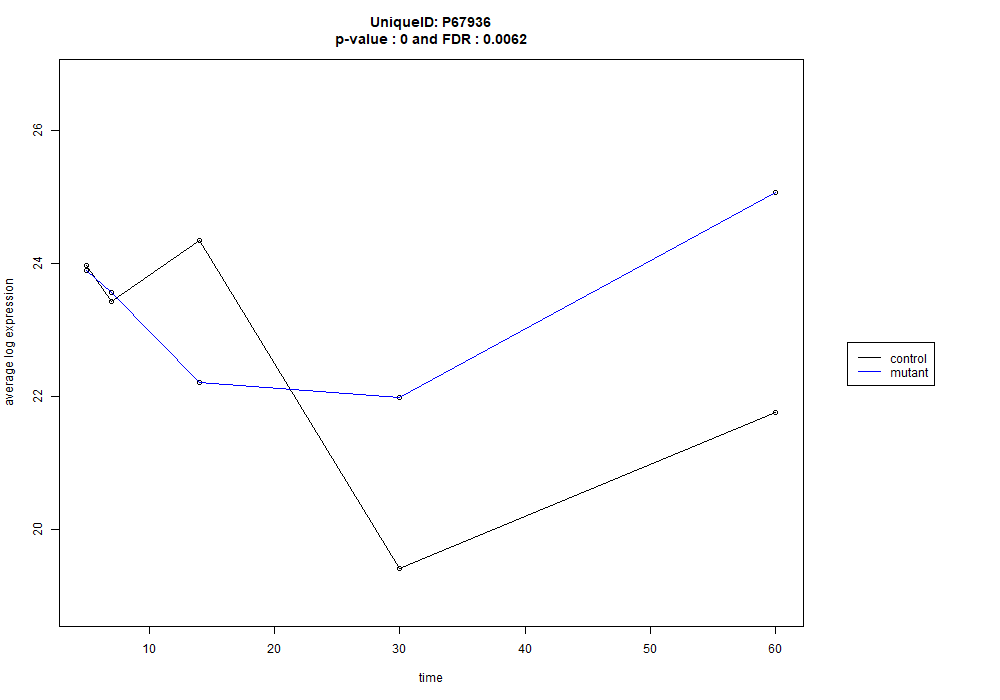 UniqueID: P67936
p-value : 0 and FDR : 0.0062
26
24
22
20
average log expression
10 20 30 40 50 60
time
control
mutant